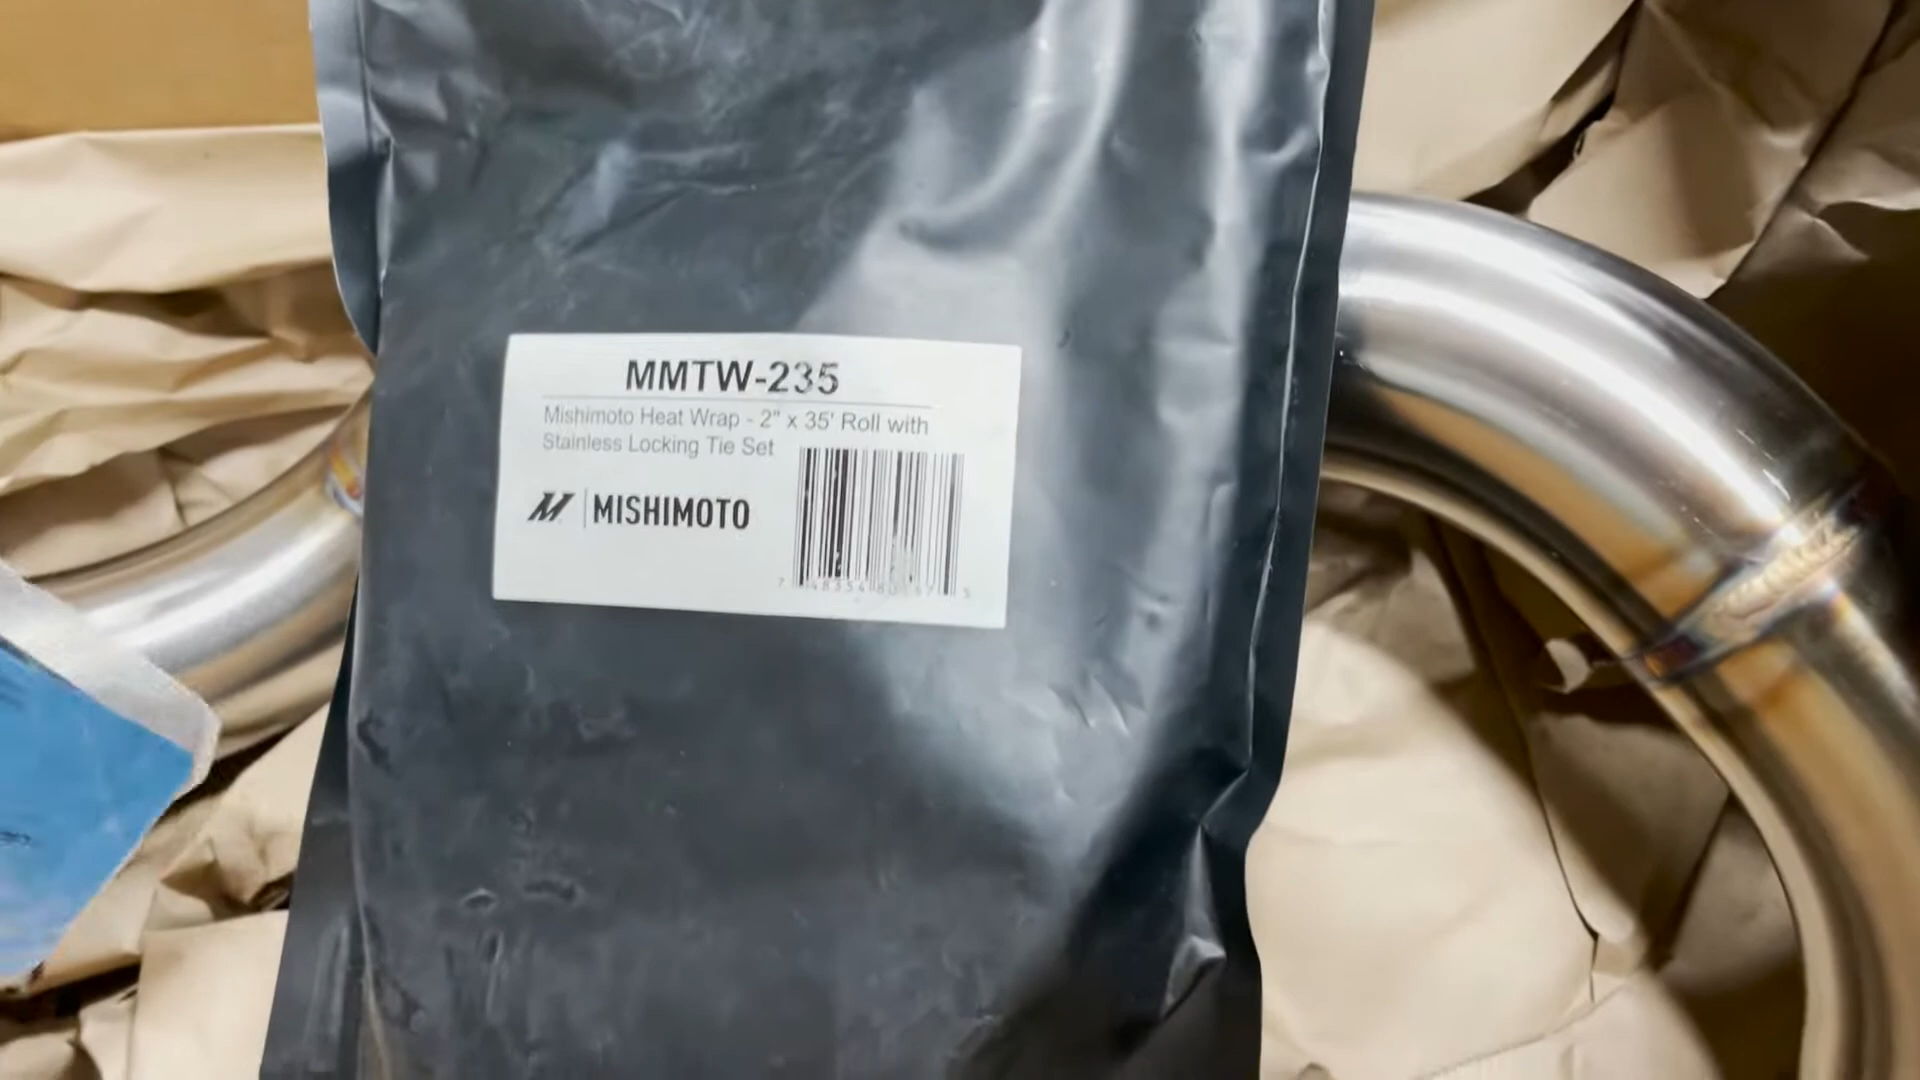 MMTW-235
Mishimoto Heat Wrap - 2" x 35' Roll with
Stainless Locking Tie Set
MISHIMOTO